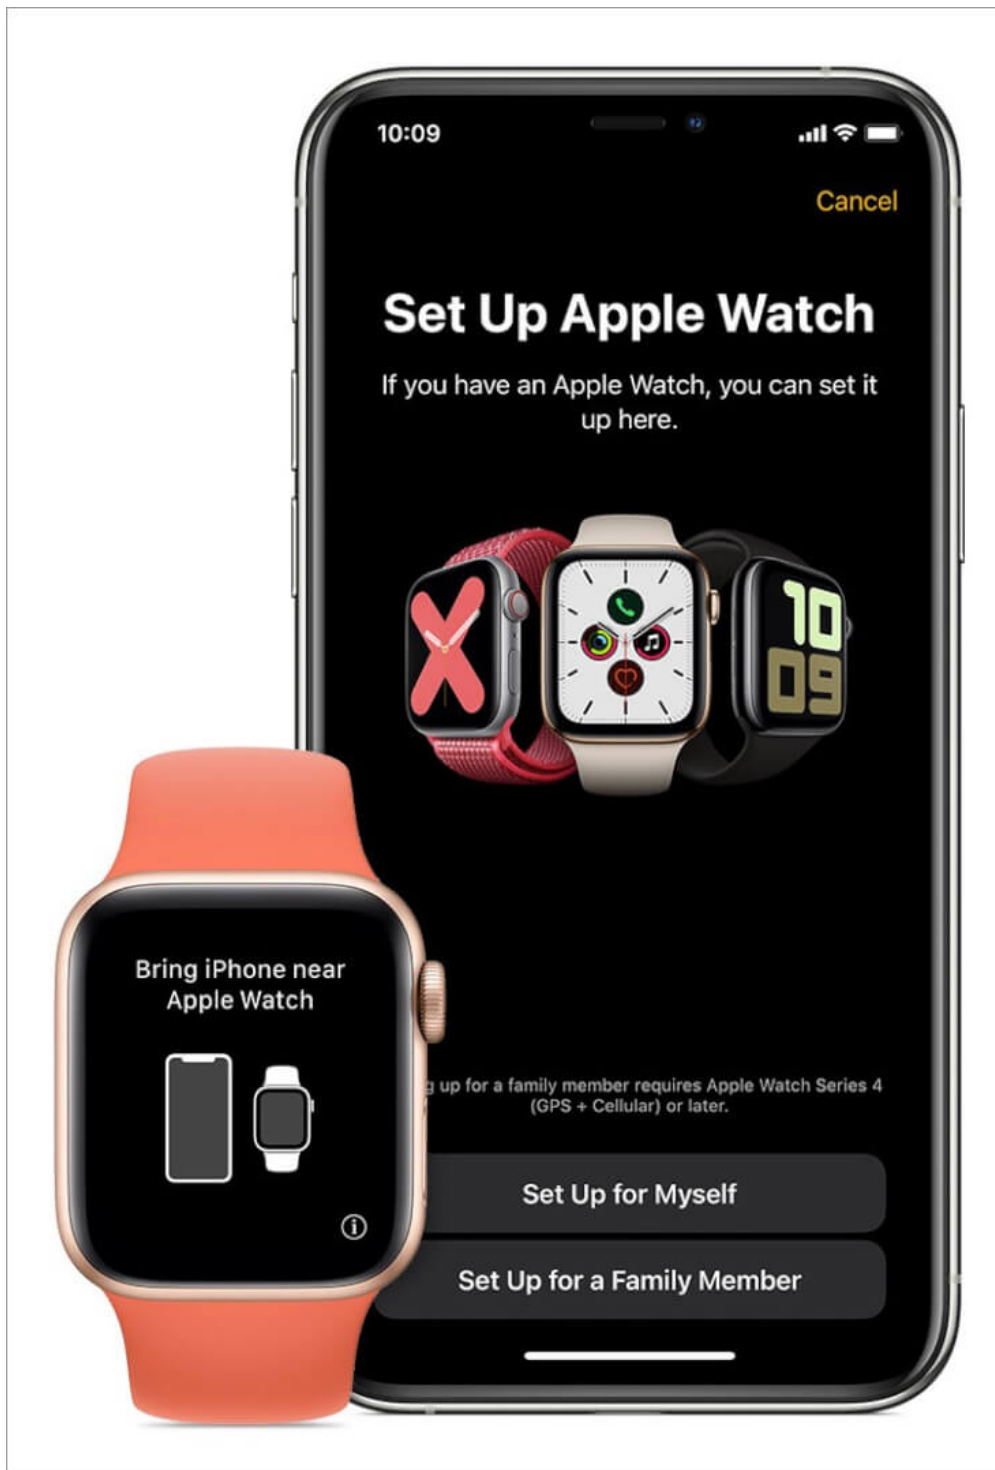 10:09
Cancel
Set Up Apple Watch
If you have an Apple Watch, you can set it
up here.
10
09
Bring iPhone near
Apple Watch
up for a family member requires Apple Watch Series 4
(GPS + Cellular) or later.
Set Up for Myself
Set Up for a Family Member